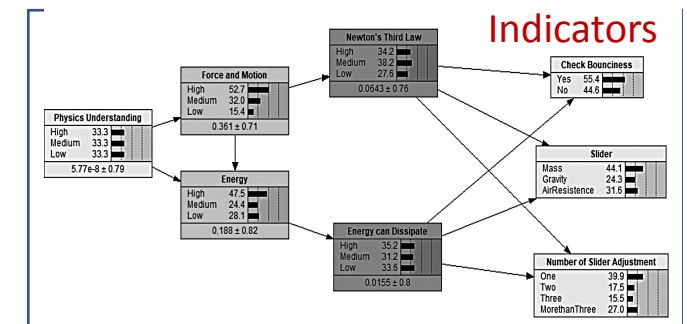 Indicators
Newton's Third Law
High 34.2
Medium 38.2
Low 27.6
0.0643 ± 0.76
Check Bounciness
Yes 55.4
No 44.6
Force and Motion
High 52.7
Medium 32.0
Low 15.4
0.361 ± 0.71
Physics Understanding
High 33.3
Medium 33.3
Low 33.3
5.77e-8 ± 0.79
Slider
Mass 44.1
Gravity 24.3
AirResistence 31.6
Energy
High 47.5
Medium 24.4
Low 28.1
0.188 ± 0.82
Energy can Dissipate
High 35.2
Medium 31.2
Low 33.6
0.0155 ± 0.8
Number of Slider Adjustment
One 39.9
Two 17.5
Three 15.5
MorethanThree 27.0